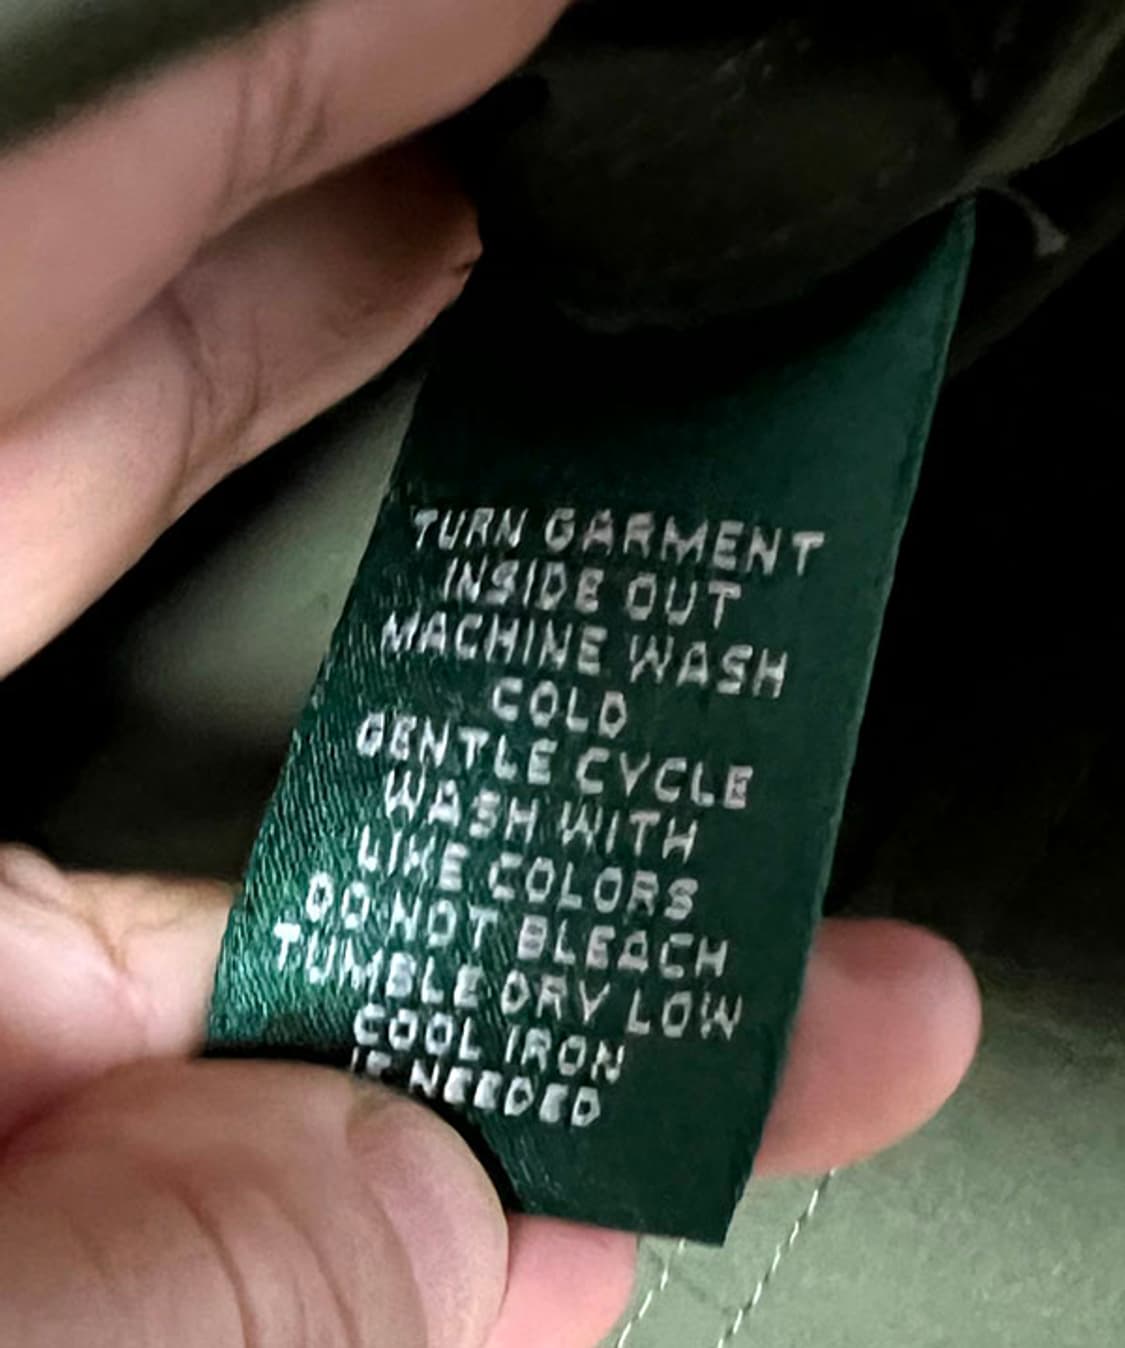 TURN GARMENT
INSIDE OUT
MACHINE WASH
COLD
GENTLE CYCLE
WASH WITH
LIKE COLORS
DO NOT BLEACH
TUMBLE DRY LOW
COOL IRON
IF NEEDED